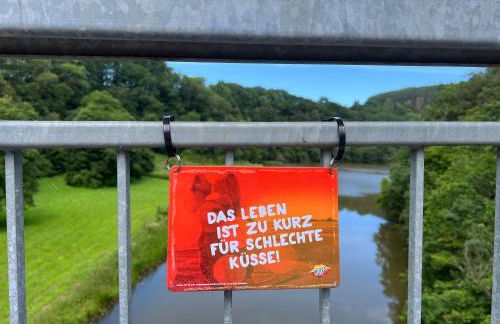 DAS LEBEN
IST ZU KURZ
FÜR SCHLECHTE
KÜSSE!